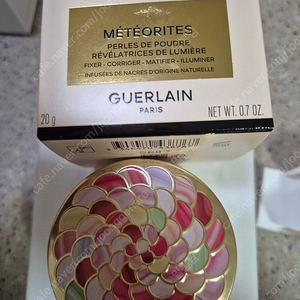 MÉTÉORITES
PERLES DE POUDRE
RÉVÉLATRICES DE LUMIÈRE
FIXER - CORRIGER - MATIFIER - ILLUMINER
INFUSÉES DE NACRES D'ORIGINE NATURELLE
GUERLAIN
PARIS
20 g
NET WT. 0.7 OZ.